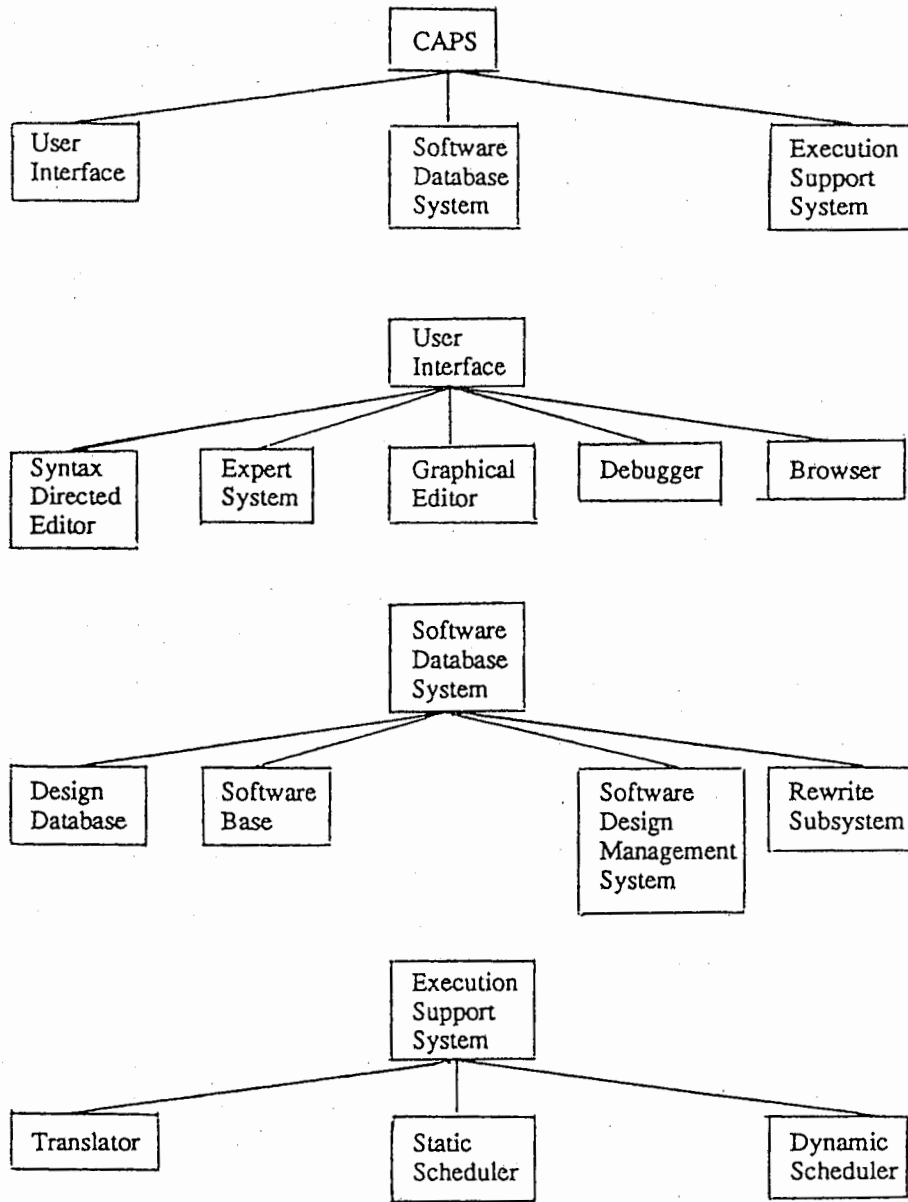 CAPS
User
Interface
Software
Database
System
Execution
Support
System
User
Interface
Syntax
Directed
Editor
Expert
System
Graphical
Editor
Debugger
Browser
Software
Database
System
Design
Database
Software
Base
Software
Design
Management
System
Rewrite
Subsystem
Execution
Support
System
Translator
Static
Scheduler
Dynamic
Scheduler